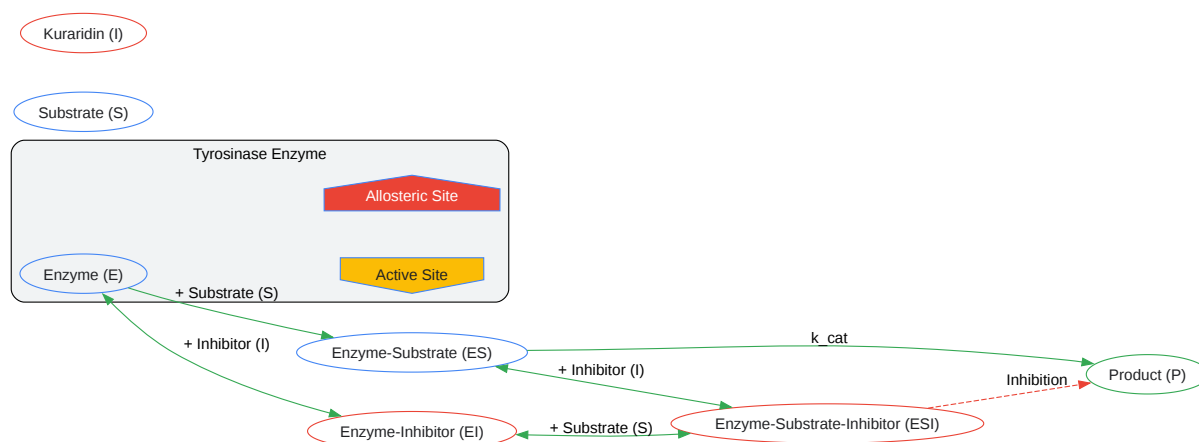 Kuraridin (I)
Substrate (S)
Tyrosinase Enzyme
Allosteric Site
Enzyme (E)
Active Site
+ Substrate (S)
+ Inhibitor (I)
k_cat
Enzyme-Substrate (ES)
+ Inhibitor (I)
Inhibition
Product (P)
Enzyme-Inhibitor (EI)
+ Substrate (S)
Enzyme-Substrate-Inhibitor (ESI)